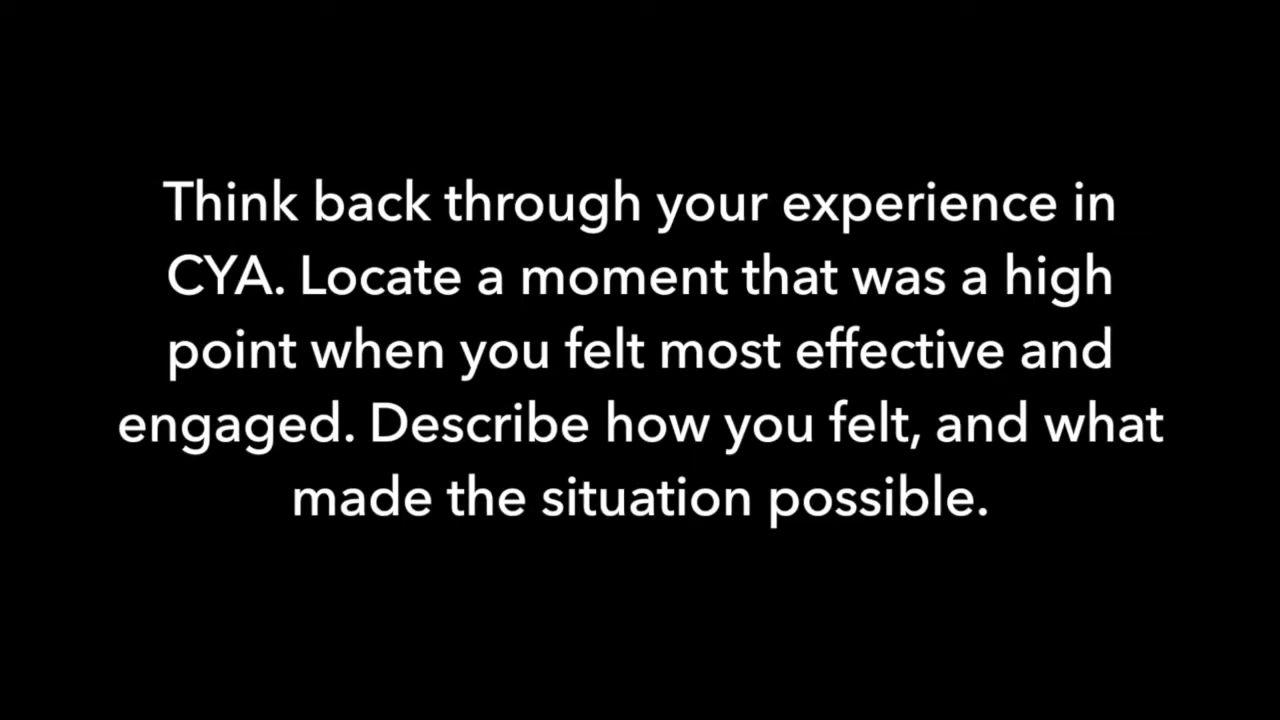 Think back through your experience in
CYA. Locate a moment that was a high
point when you felt most effective and
engaged. Describe how you felt, and what
made the situation possible.